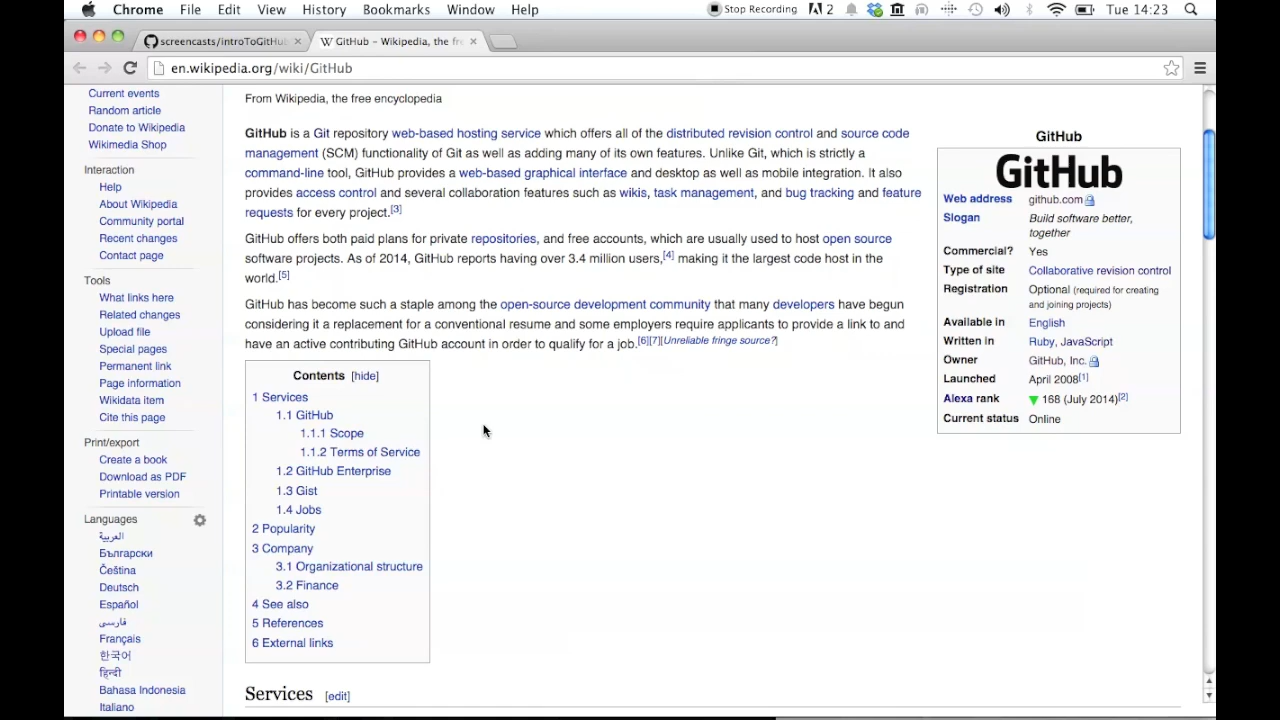 Chrome File Edit View History Bookmarks Window Help Stop Recording 2 Tue 14:23
screencasts/introToGitHub GitHub – Wikipedia, the fre
en.wikipedia.org/wiki/GitHub
Current events
Random article
Donate to Wikipedia
Wikimedia Shop
Interaction
Help
About Wikipedia
Community portal
Recent changes
Contact page
Tools
What links here
Related changes
Upload file
Special pages
Permanent link
Page information
Wikidata item
Cite this page
Print/export
Create a book
Download as PDF
Printable version
Languages
العربية
Български
Čeština
Deutsch
Español
فارسی
Français
한국어
हिन्दी
Bahasa Indonesia
Italiano
From Wikipedia, the free encyclopedia
GitHub is a Git repository web-based hosting service which offers all of the distributed revision control and source code
management (SCM) functionality of Git as well as adding many of its own features. Unlike Git, which is strictly a
command-line tool, GitHub provides a web-based graphical interface and desktop as well as mobile integration. It also
provides access control and several collaboration features such as wikis, task management, and bug tracking and feature
requests for every project.[3]
GitHub offers both paid plans for private repositories, and free accounts, which are usually used to host open source
software projects. As of 2014, GitHub reports having over 3.4 million users,[4] making it the largest code host in the
world.[5]
GitHub has become such a staple among the open-source development community that many developers have begun
considering it a replacement for a conventional resume and some employers require applicants to provide a link to and
have an active contributing GitHub account in order to qualify for a job.[6][7][Unreliable fringe source?]
Contents [hide]
1 Services
1.1 GitHub
1.1.1 Scope
1.1.2 Terms of Service
1.2 GitHub Enterprise
1.3 Gist
1.4 Jobs
2 Popularity
3 Company
3.1 Organizational structure
3.2 Finance
4 See also
5 References
6 External links
Services [edit]
GitHub
GitHub
Web address github.com
Slogan Build software better,
together
Commercial? Yes
Type of site Collaborative revision control
Registration Optional (required for creating
and joining projects)
Available in English
Written in Ruby, JavaScript
Owner GitHub, Inc.
Launched April 2008[1]
Alexa rank 168 (July 2014)[2]
Current status Online